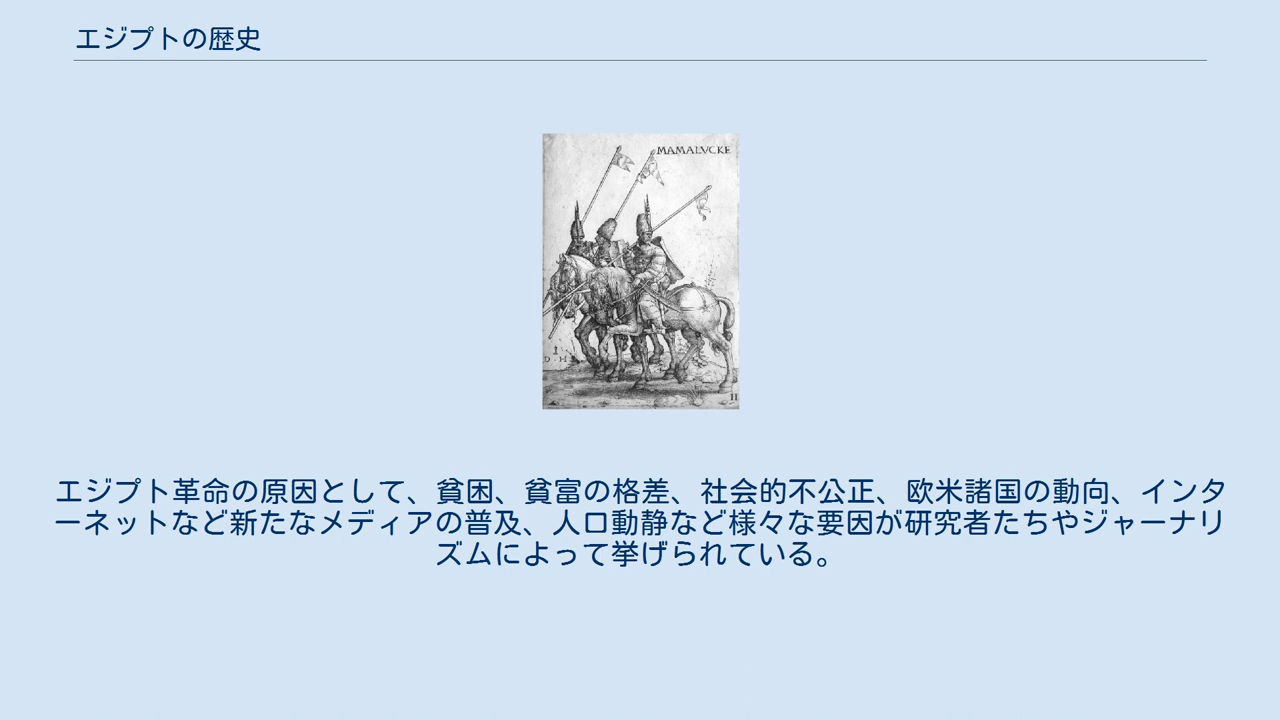 エジプトの歴史
MAMALVCKE
D H
II
エジプト革命の原因として、貧困、貧富の格差、社会的不公正、欧米諸国の動向、インタ
ーネットなど新たなメディアの普及、人口動静など様々な要因が研究者たちやジャーナリ
ズムによって挙げられている。